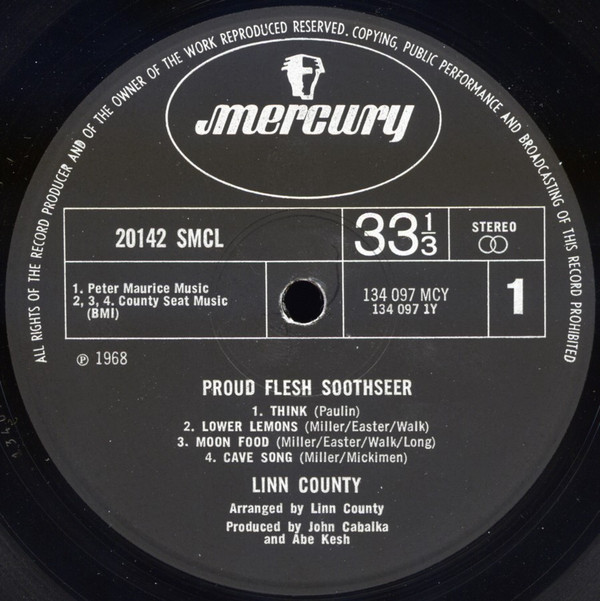 ALL RIGHTS OF THE RECORD PRODUCER AND OF THE OWNER OF THE WORK REPRODUCED RESERVED. COPYING, PUBLIC PERFORMANCE AND BROADCASTING OF THIS RECORD PROHIBITED
mercury
20142 SMCL
33 1/3
STEREO
1. Peter Maurice Music
2, 3, 4. County Seat Music
(BMI)
134 097 MCY
134 097 1Y
1
℗ 1968
PROUD FLESH SOOTHSEER
1. THINK (Paulin)
2. LOWER LEMONS (Miller/Easter/Walk)
3. MOON FOOD (Miller/Easter/Walk/Long)
4. CAVE SONG (Miller/Mickimen)
LINN COUNTY
Arranged by Linn County
Produced by John Cabalka
and Abe Kesh